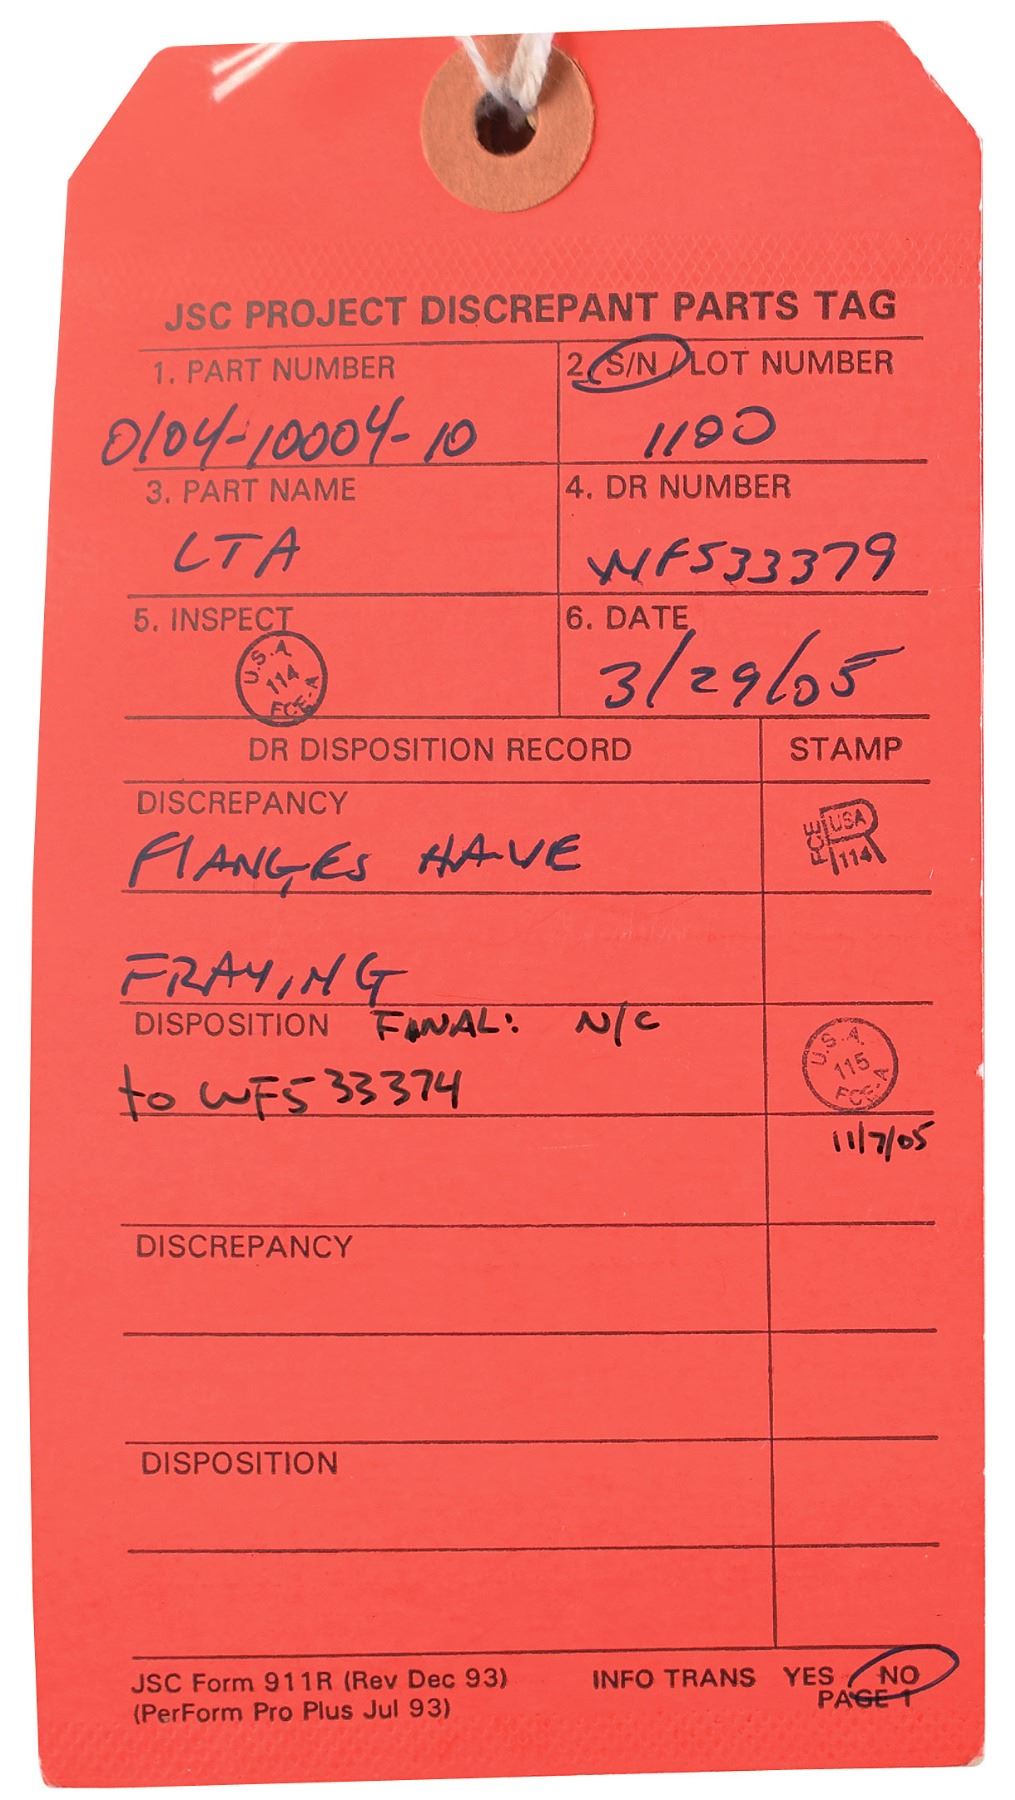 JSC PROJECT DISCREPANT PARTS TAG
1. PART NUMBER
2. S/N / LOT NUMBER
0104-10004-10
1180
3. PART NAME
4. DR NUMBER
LTA
WF533379
5. INSPECT
6. DATE
U.S.A.
114
FCE-A
3/29/05
DR DISPOSITION RECORD
STAMP
DISCREPANCY
FlANGES HAVE
FCE
USA
114
FRAYING
DISPOSITION FINAL: N/C
to WF533374
U.S.A.
115
FCE-A
11/7/05
DISCREPANCY
DISPOSITION
JSC Form 911R (Rev Dec 93)
(PerForm Pro Plus Jul 93)
INFO TRANS YES NO
PAGE 1